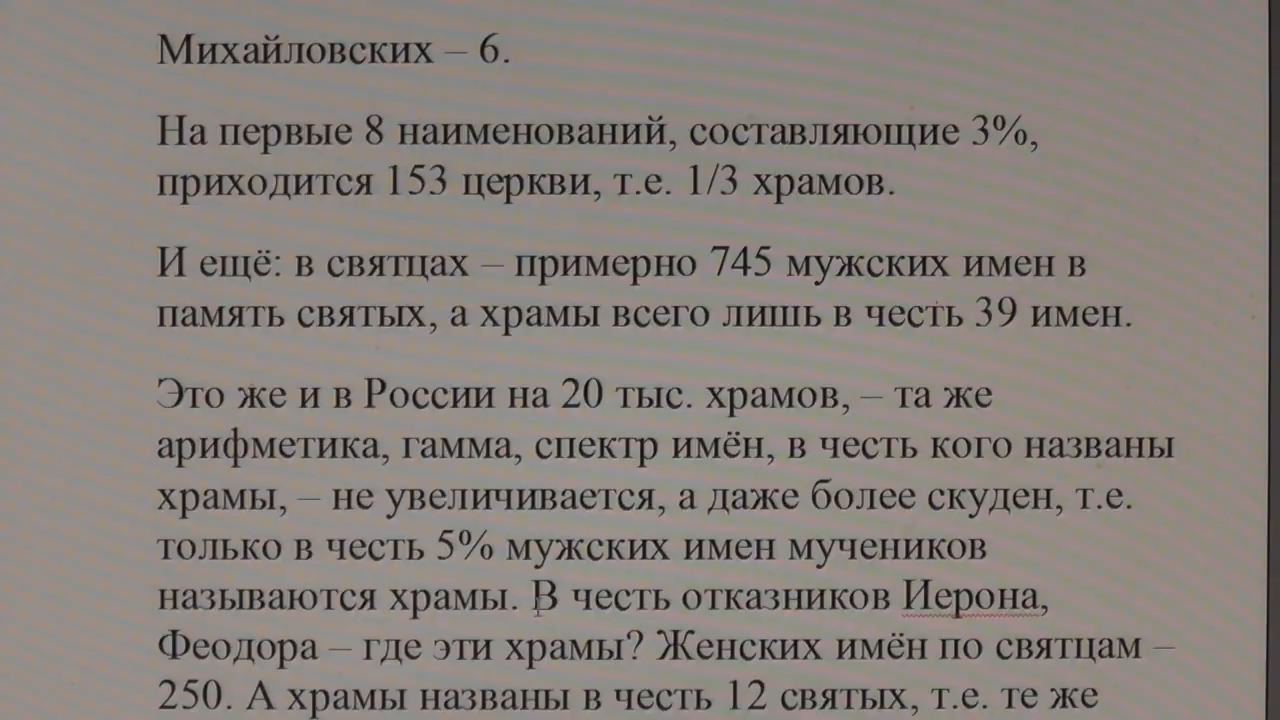 Михайловских – 6.
На первые 8 наименований, составляющие 3%,
приходится 153 церкви, т.е. 1/3 храмов.
И ещё: в святцах – примерно 745 мужских имен в
память святых, а храмы всего лишь в честь 39 имен.
Это же и в России на 20 тыс. храмов, – та же
арифметика, гамма, спектр имён, в честь кого названы
храмы, – не увеличивается, а даже более скуден, т.е.
только в честь 5% мужских имен мучеников
называются храмы. В честь отказников Иерона,
Феодора – где эти храмы? Женских имён по святцам –
250. А храмы названы в честь 12 святых, т.е. те же